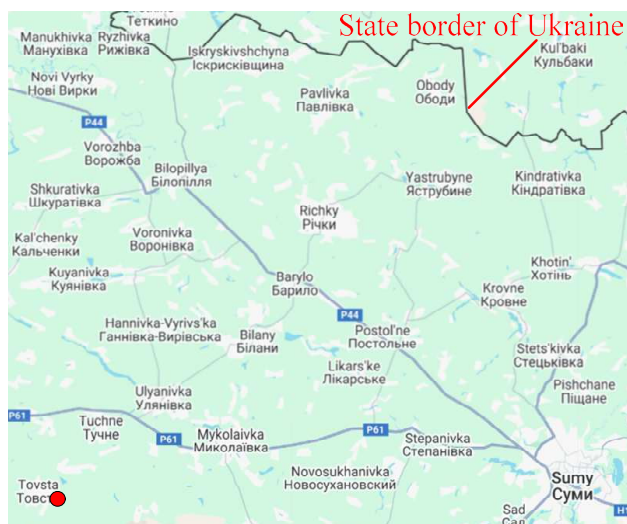 Теткино
State border of Ukraine
Manukhivka
Манухівка
Ryzhivka
Рижівка
Iskryskivshchyna
Іскрисківщина
Kul'baki
Кульбаки
Novi Vyrky
Нові Вирки
Pavlivka
Павлівка
Obody
Ободи
P44
Vorozhba
Ворожба
Bilopillya
Білопілля
Yastrubyne
Яструбине
Kindrativka
Кіндратівка
Shkurativka
Шкуратівка
Richky
Річки
Voronivka
Воронівка
Kal'chenky
Кальченки
Kuyanivka
Куянівка
Khotin'
Хотінь
Barylo
Барило
Krovne
Кровне
P44
Hannivka-Vyrivs'ka
Ганнівка-Вирівська
Bilany
Білани
Postol'ne
Постольне
Stets'kivka
Стецьківка
Likars'ke
Лікарське
Pishchane
Піщане
Ulyanivka
Улянівка
P61
Tuchne
Тучне
P61
Mykolaivka
Миколаївка
P61
Stepanivka
Степанівка
Novosukhanivka
Новосухановский
Sumy
Суми
Tovsta
Sad
Сад
H1